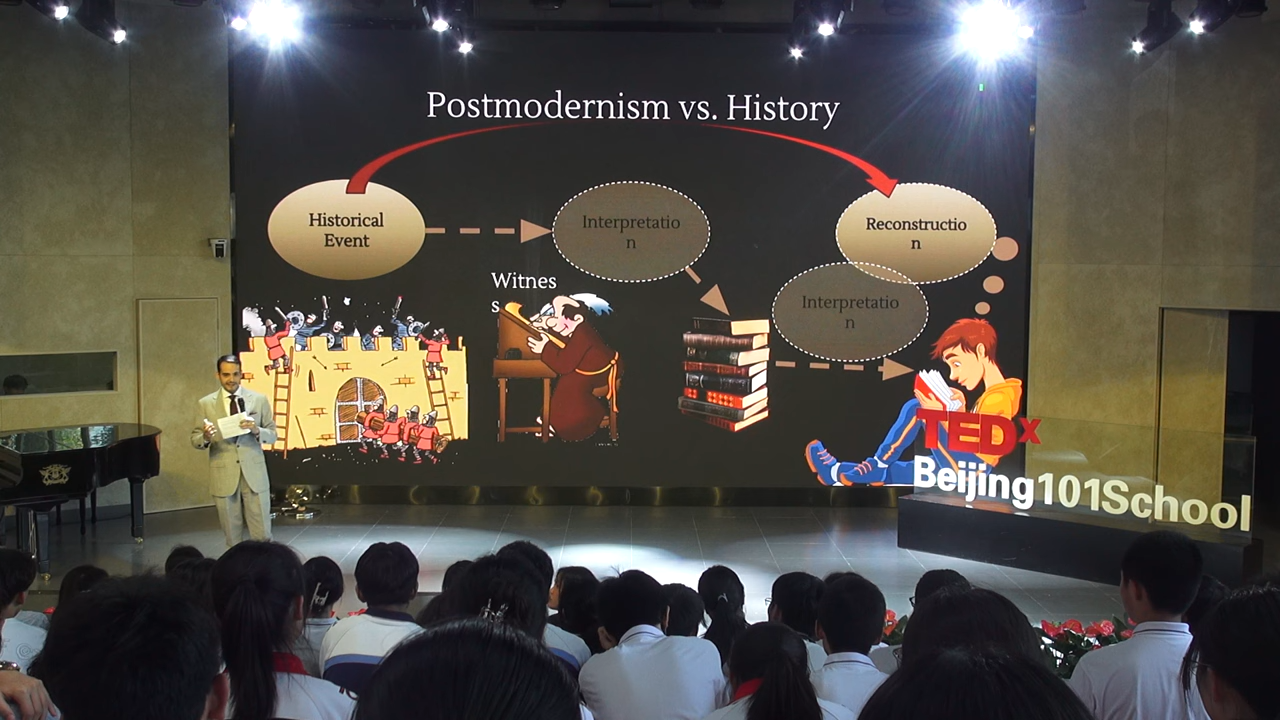 Postmodernism vs. History
Historical
Event
Interpretatio
n
Reconstructio
n
Witnes
s
Interpretatio
n
TEDx
Beijing101School